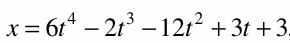 x = 6t⁴ − 2t³ − 12t² + 3t + 3,